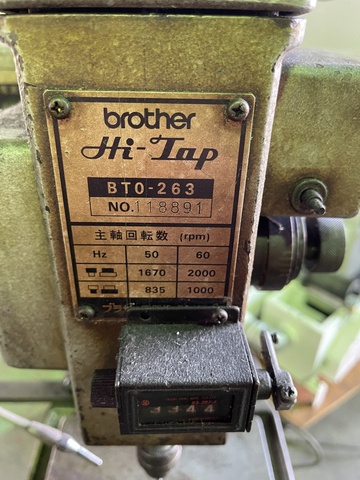 brother
Hi-Tap
BT0-263
NO.118891
主軸回転数 (rpm)
Hz 50 60
1670 2000
835 1000
3344